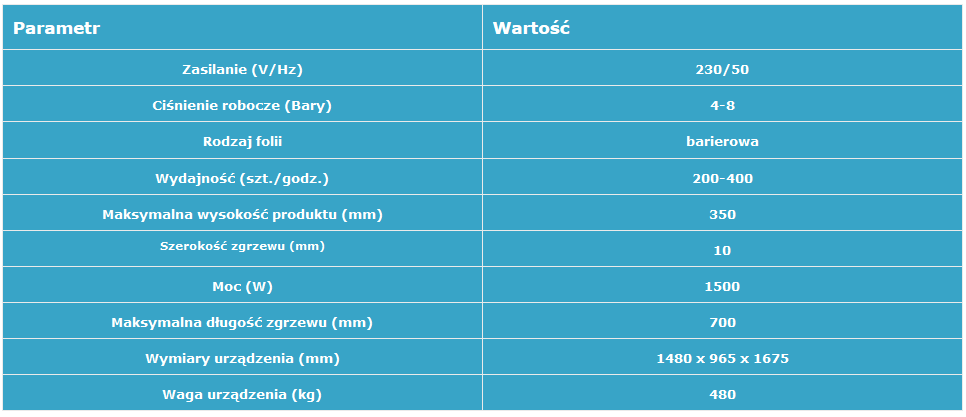 Parametr Wartość
Zasilanie (V/Hz) 230/50
Ciśnienie robocze (Bary) 4-8
Rodzaj folii barierowa
Wydajność (szt./godz.) 200-400
Maksymalna wysokość produktu (mm) 350
Szerokość zgrzewu (mm) 10
Moc (W) 1500
Maksymalna długość zgrzewu (mm) 700
Wymiary urządzenia (mm) 1480 x 965 x 1675
Waga urządzenia (kg) 480